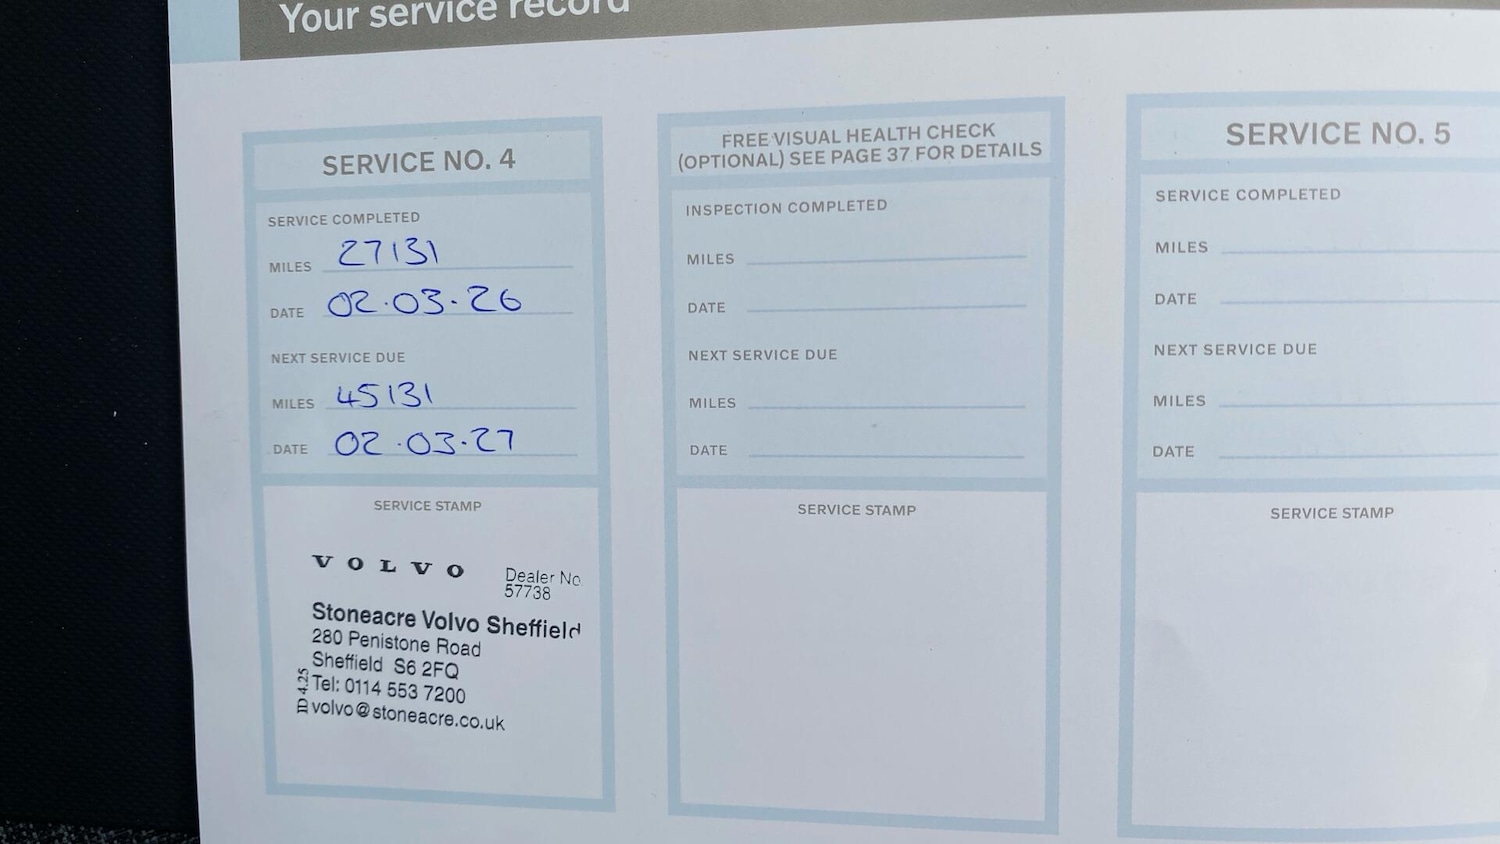 Your service record
SERVICE NO. 4
SERVICE COMPLETED
MILES 27131
DATE 02.03.26
NEXT SERVICE DUE
MILES 45131
DATE 02.03.27
SERVICE STAMP
VOLVO
Dealer No
57738
Stoneacre Volvo Sheffield
280 Penistone Road
Sheffield S6 2FQ
Tel: 0114 553 7200
volvo@stoneacre.co.uk
ID 4.25
FREE VISUAL HEALTH CHECK
(OPTIONAL) SEE PAGE 37 FOR DETAILS
INSPECTION COMPLETED
MILES
DATE
NEXT SERVICE DUE
MILES
DATE
SERVICE STAMP
SERVICE NO. 5
SERVICE COMPLETED
MILES
DATE
NEXT SERVICE DUE
MILES
DATE
SERVICE STAMP